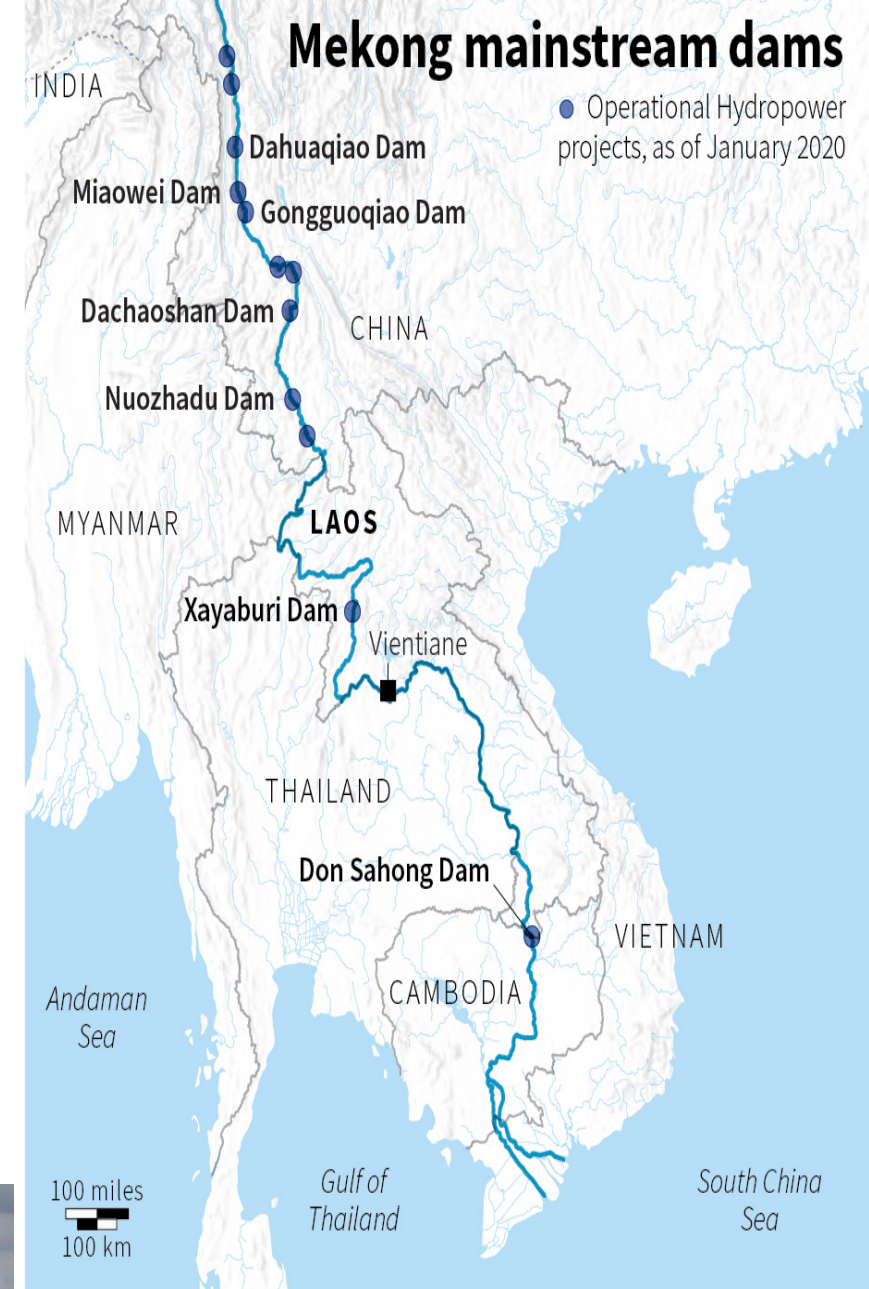 Mekong mainstream dams
INDIA
Operational Hydropower
projects, as of January 2020
Dahuaqiao Dam
Miaowei Dam
Gongguoqiao Dam
Dachaoshan Dam
CHINA
Nuozhadu Dam
MYANMAR
LAOS
Xayaburi Dam
Vientiane
THAILAND
Don Sahong Dam
VIETNAM
CAMBODIA
Andaman
Sea
100 miles
100 km
Gulf of
Thailand
South China
Sea